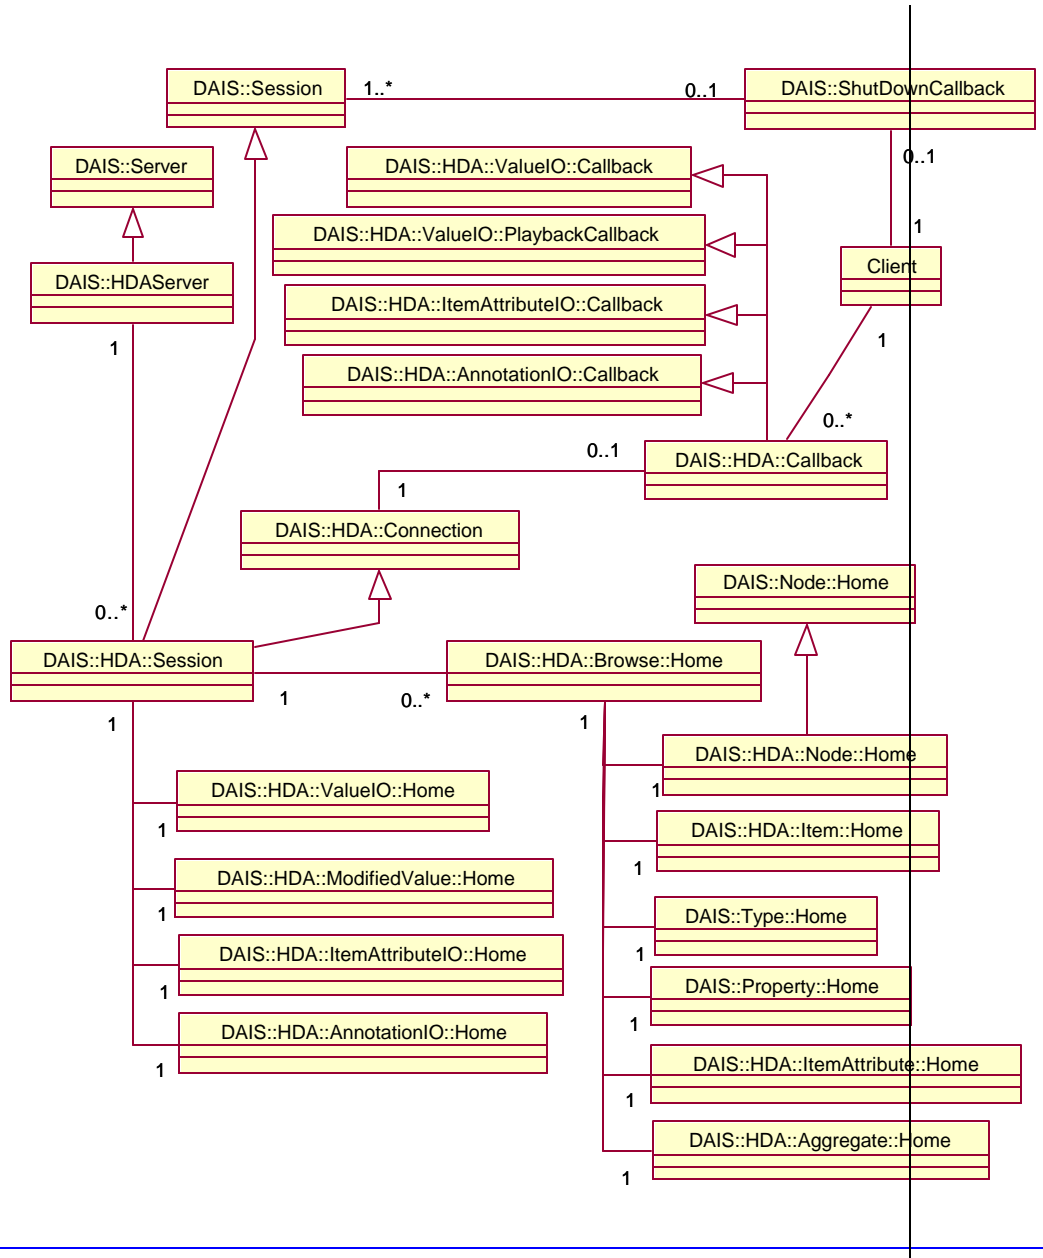 DAIS::Session
1..*
0..1
DAIS::ShutDownCallback
DAIS::Server
DAIS::HDA::ValueIO::Callback
0..1
DAIS::HDA::ValueIO::PlaybackCallback
1
DAIS::HDAServer
Client
DAIS::HDA::ItemAttributeIO::Callback
1
1
DAIS::HDA::AnnotationIO::Callback
0..*
0..1
DAIS::HDA::Callback
1
DAIS::HDA::Connection
DAIS::Node::Home
0..*
DAIS::HDA::Session
DAIS::HDA::Browse::Home
1
0..*
1
1
DAIS::HDA::Node::Home
1
DAIS::HDA::ValueIO::Home
1
DAIS::HDA::Item::Home
1
DAIS::HDA::ModifiedValue::Home
1
DAIS::Type::Home
1
DAIS::HDA::ItemAttributeIO::Home
1
DAIS::Property::Home
1
DAIS::HDA::AnnotationIO::Home
1
DAIS::HDA::ItemAttribute::Home
1
DAIS::HDA::Aggregate::Home
1